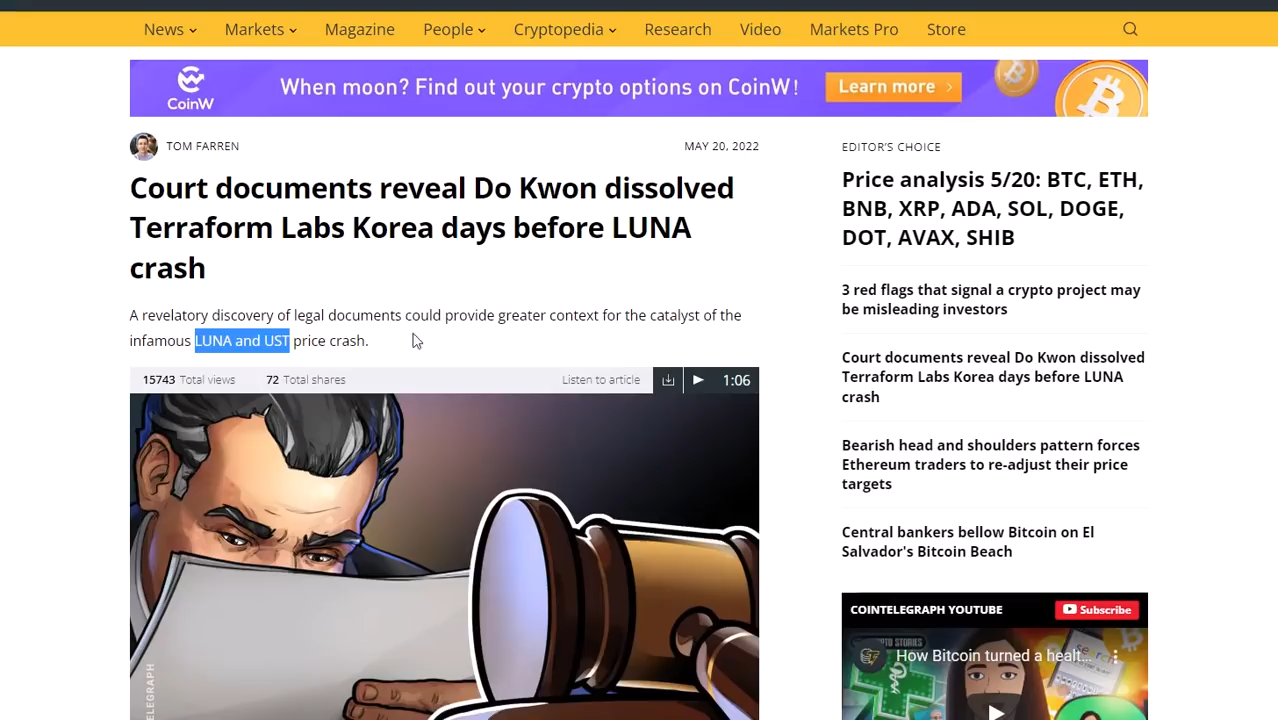 News Markets Magazine People Cryptopedia Research Video Markets Pro Store
CoinW
When moon? Find out your crypto options on CoinW!
Learn more
TOM FARREN
MAY 20, 2022
Court documents reveal Do Kwon dissolved
Terraform Labs Korea days before LUNA
crash
A revelatory discovery of legal documents could provide greater context for the catalyst of the
infamous LUNA and UST price crash.
15743 Total views 72 Total shares
Listen to article
1:06
EDITOR'S CHOICE
Price analysis 5/20: BTC, ETH,
BNB, XRP, ADA, SOL, DOGE,
DOT, AVAX, SHIB
3 red flags that signal a crypto project may
be misleading investors
Court documents reveal Do Kwon dissolved
Terraform Labs Korea days before LUNA
crash
Bearish head and shoulders pattern forces
Ethereum traders to re-adjust their price
targets
Central bankers bellow Bitcoin on El
Salvador's Bitcoin Beach
COINTELEGRAPH YOUTUBE
Subscribe
How Bitcoin turned a healt...